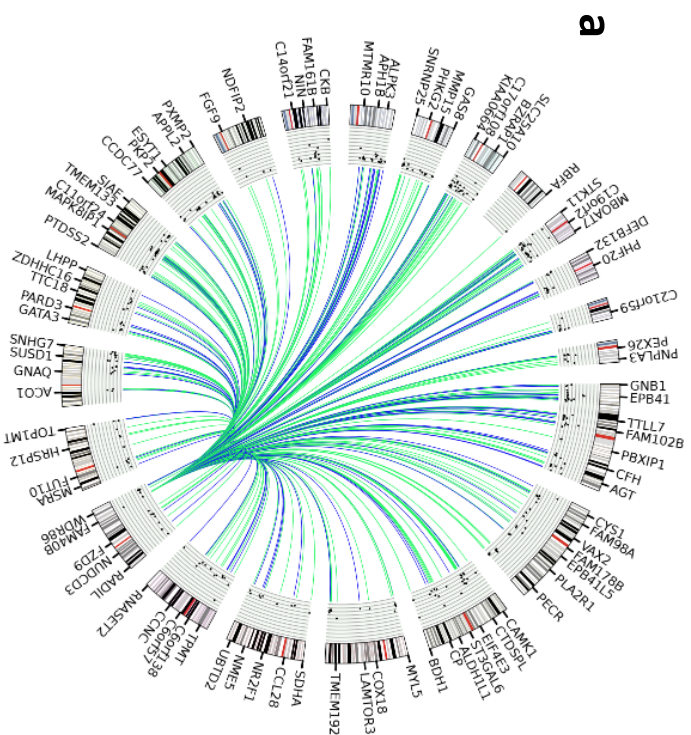 a
GNB1
EPB41
TTLL7
FAM102B
PBXIP1
CFH
AGT
CYS1
FAM98A
VAX2
FAM178B
EPB41L5
PLA2R1
PECR
CAMK1
CTDSPL
EIF4E3
ST3GAL6
ALDH1L1
CP
BDH1
MYL5
COX18
LAMTOR3
TMEM192
SDHA
CCL28
NR2F1
NME5
UBTD2
TPMT
C6orf138
C6orf57
CCNC
RNASET2
RADIL
NUDCD3
FZD9
WDR86
FAM40B
MSRA
FUT10
HRSP12
TOP1MT
ACO1
GNAQ
SUSD1
SNHG7
GATA3
PARD3
TTC18
ZDHHC16
LHPP
PTDSS2
MAPK8IP1
C11orf24
TMEM133
SIAE
CCDC77
PKP2
ESYT1
APPL2
PXMP2
FGF9
NDFIP2
C14orf21
NIN
FAM161B
CKB
MTMR10
APH1B
ALPK3
SNRNP25
PHKG2
MMP15
GAS8
KIAA0664
C17orf108
BZRAP1
SLC25A10
RBFA
STK11
C19orf2
MBOAT7
DEFB132
PHF20
C21orf59
PEX26
PNPLA3